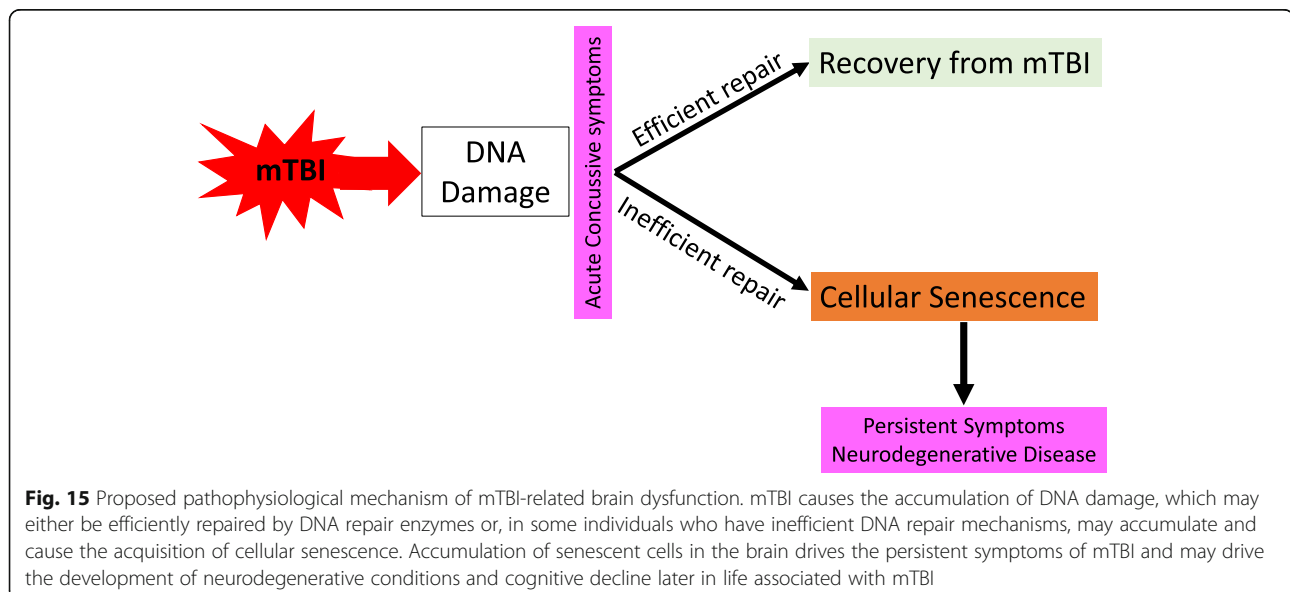 mTBI
DNA
Damage
Acute Concussive symptoms
Efficient repair
Inefficient repair
Recovery from mTBI
Cellular Senescence
Persistent Symptoms
Neurodegenerative Disease
Fig. 15 Proposed pathophysiological mechanism of mTBI-related brain dysfunction. mTBI causes the accumulation of DNA damage, which may
either be efficiently repaired by DNA repair enzymes or, in some individuals who have inefficient DNA repair mechanisms, may accumulate and
cause the acquisition of cellular senescence. Accumulation of senescent cells in the brain drives the persistent symptoms of mTBI and may drive
the development of neurodegenerative conditions and cognitive decline later in life associated with mTBI